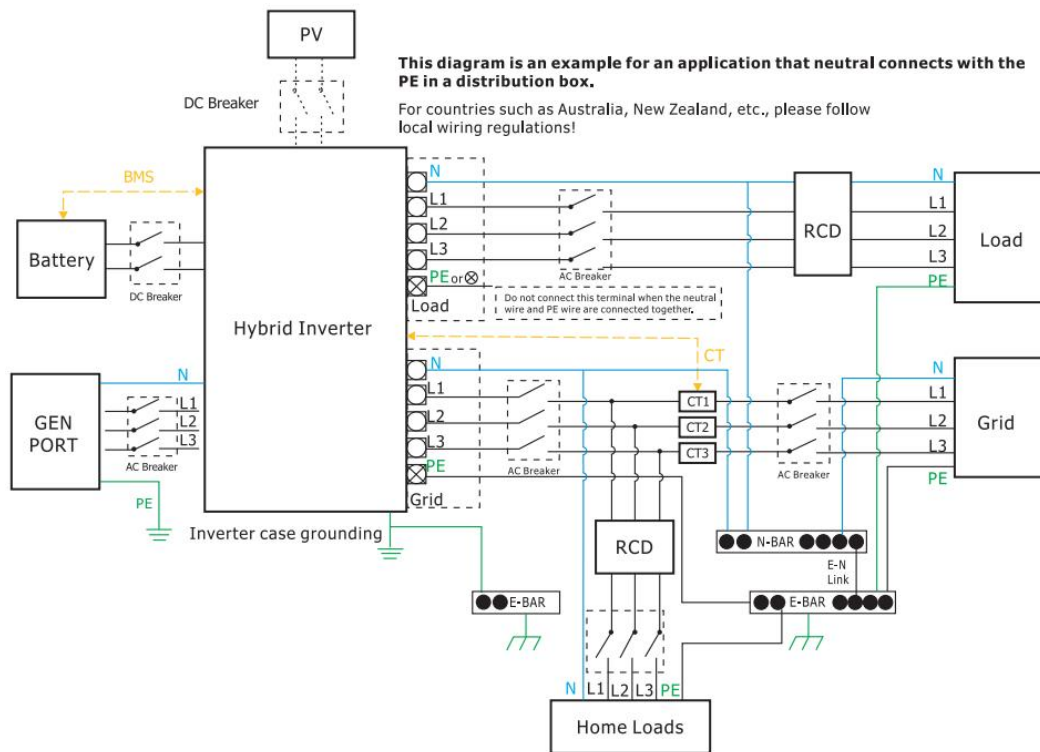 PV
This diagram is an example for an application that neutral connects with the
PE in a distribution box.
For countries such as Australia, New Zealand, etc., please follow
local wiring regulations!
DC Breaker
BMS
Battery
DC Breaker
Hybrid Inverter
N
L1
L2
L3
PE or
Load
AC Breaker
Do not connect this terminal when the neutral
wire and PE wire are connected together.
RCD
N
L1
L2
L3
PE
Load
GEN
PORT
N
L1
L2
L3
AC Breaker
PE
N
L1
L2
L3
PE
Grid
AC Breaker
CT
CT1
CT2
CT3
AC Breaker
N
L1
L2
L3
PE
Grid
Inverter case grounding
RCD
N-BAR
E-N
Link
E-BAR
E-BAR
N
L1
L2
L3
PE
Home Loads